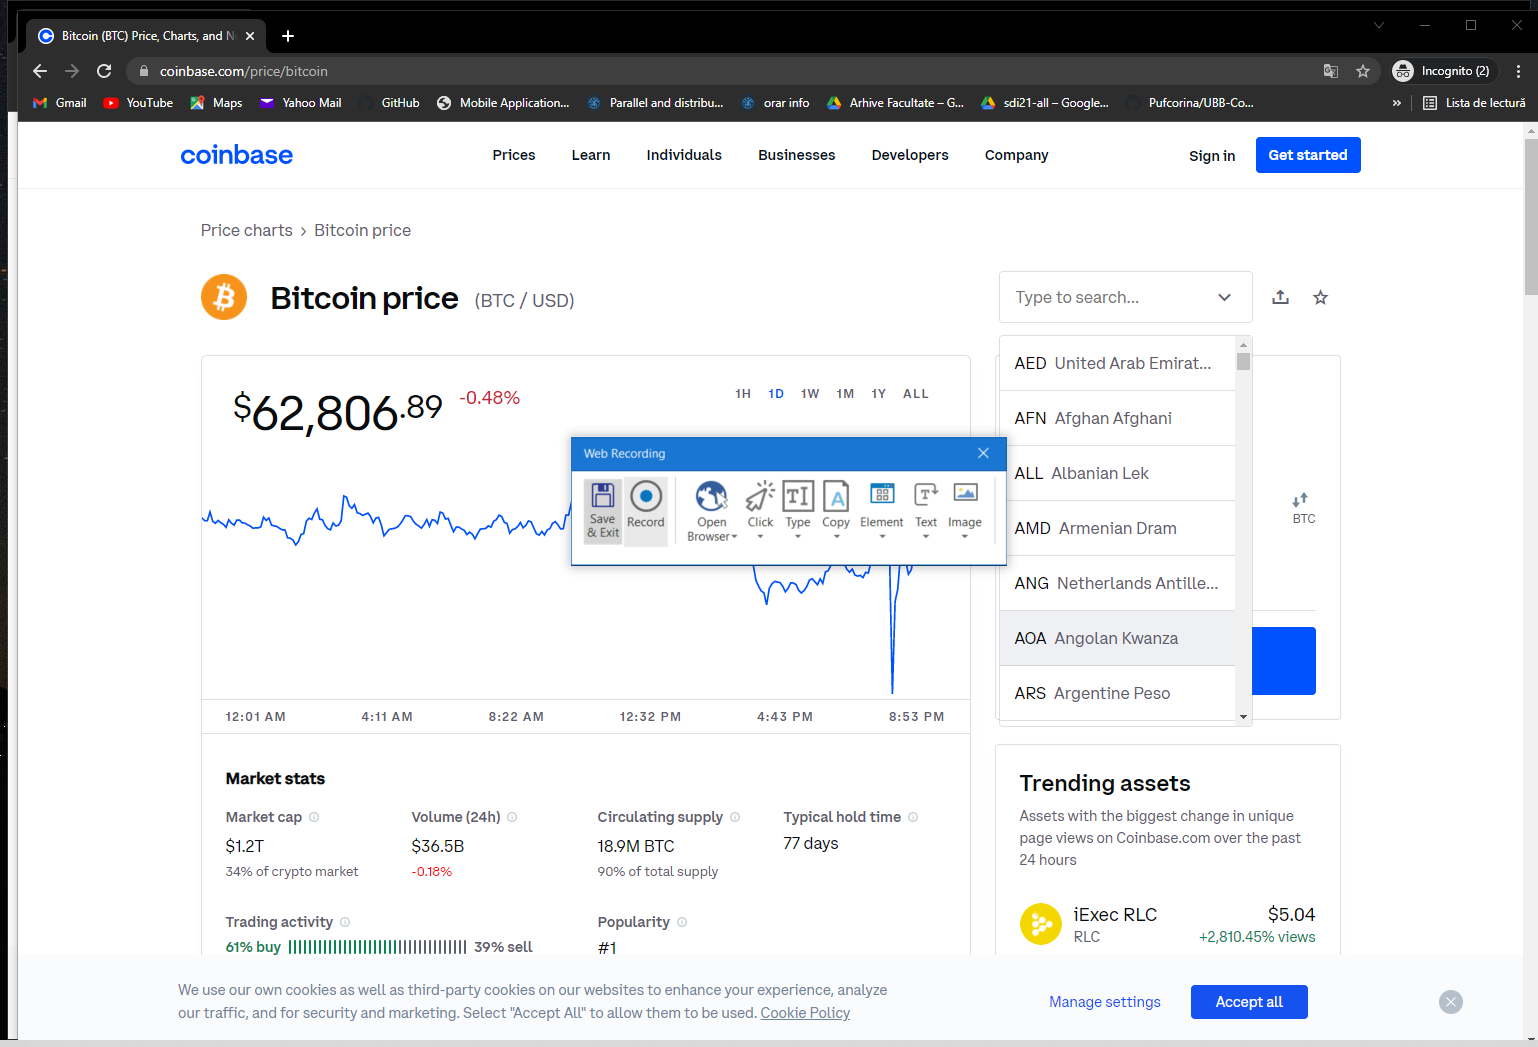 Bitcoin (BTC) Price, Charts, and N
coinbase.com/price/bitcoin
Incognito (2)
Gmail YouTube Maps Yahoo Mail GitHub Mobile Application... Parallel and distribu... orar info Arhive Facultate – G... sdi21-all – Google... Pufcorina/UBB-Co... » Lista de lectură
coinbase
Prices Learn Individuals Businesses Developers Company
Sign in Get started
Price charts › Bitcoin price
Bitcoin price (BTC / USD)
Type to search...
$62,806.89 -0.48%
1H 1D 1W 1M 1Y ALL
AED United Arab Emirat...
AFN Afghan Afghani
ALL Albanian Lek
AMD Armenian Dram
ANG Netherlands Antille...
AOA Angolan Kwanza
ARS Argentine Peso
BTC
Web Recording
Save & Exit
Record
Open Browser
Click
Type
Copy
Element
Text
Image
12:01 AM 4:11 AM 8:22 AM 12:32 PM 4:43 PM 8:53 PM
Market stats
Market cap
$1.2T
34% of crypto market
Volume (24h)
$36.5B
-0.18%
Circulating supply
18.9M BTC
90% of total supply
Typical hold time
77 days
Trading activity
61% buy 39% sell
Popularity
#1
Trending assets
Assets with the biggest change in unique
page views on Coinbase.com over the past
24 hours
iExec RLC $5.04
RLC +2,810.45% views
We use our own cookies as well as third-party cookies on our websites to enhance your experience, analyze
our traffic, and for security and marketing. Select "Accept All" to allow them to be used. Cookie Policy
Manage settings
Accept all